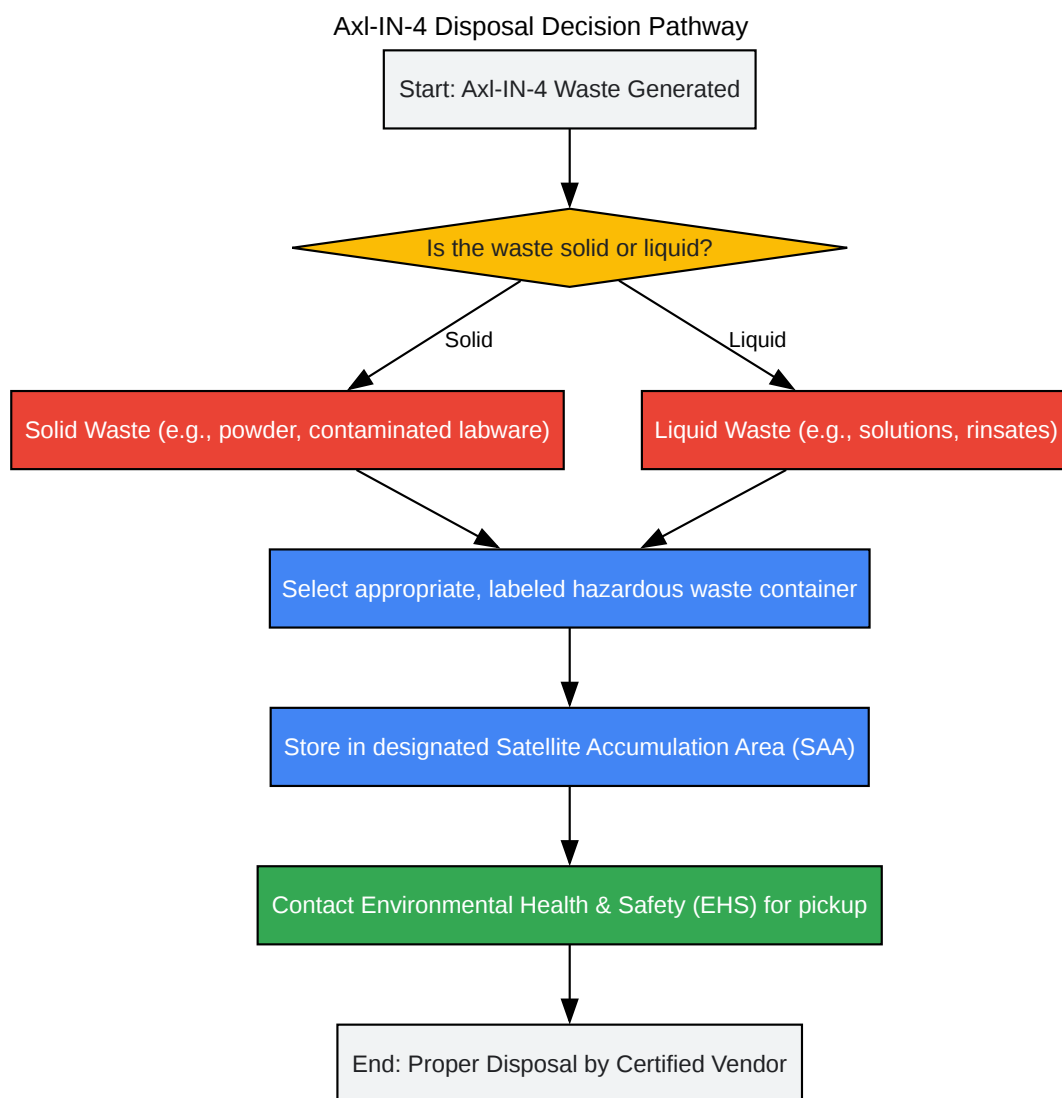 Axl-IN-4 Disposal Decision Pathway
Start: Axl-IN-4 Waste Generated
Is the waste solid or liquid?
Solid
Liquid
Solid Waste (e.g., powder, contaminated labware)
Liquid Waste (e.g., solutions, rinsates)
Select appropriate, labeled hazardous waste container
Store in designated Satellite Accumulation Area (SAA)
Contact Environmental Health & Safety (EHS) for pickup
End: Proper Disposal by Certified Vendor